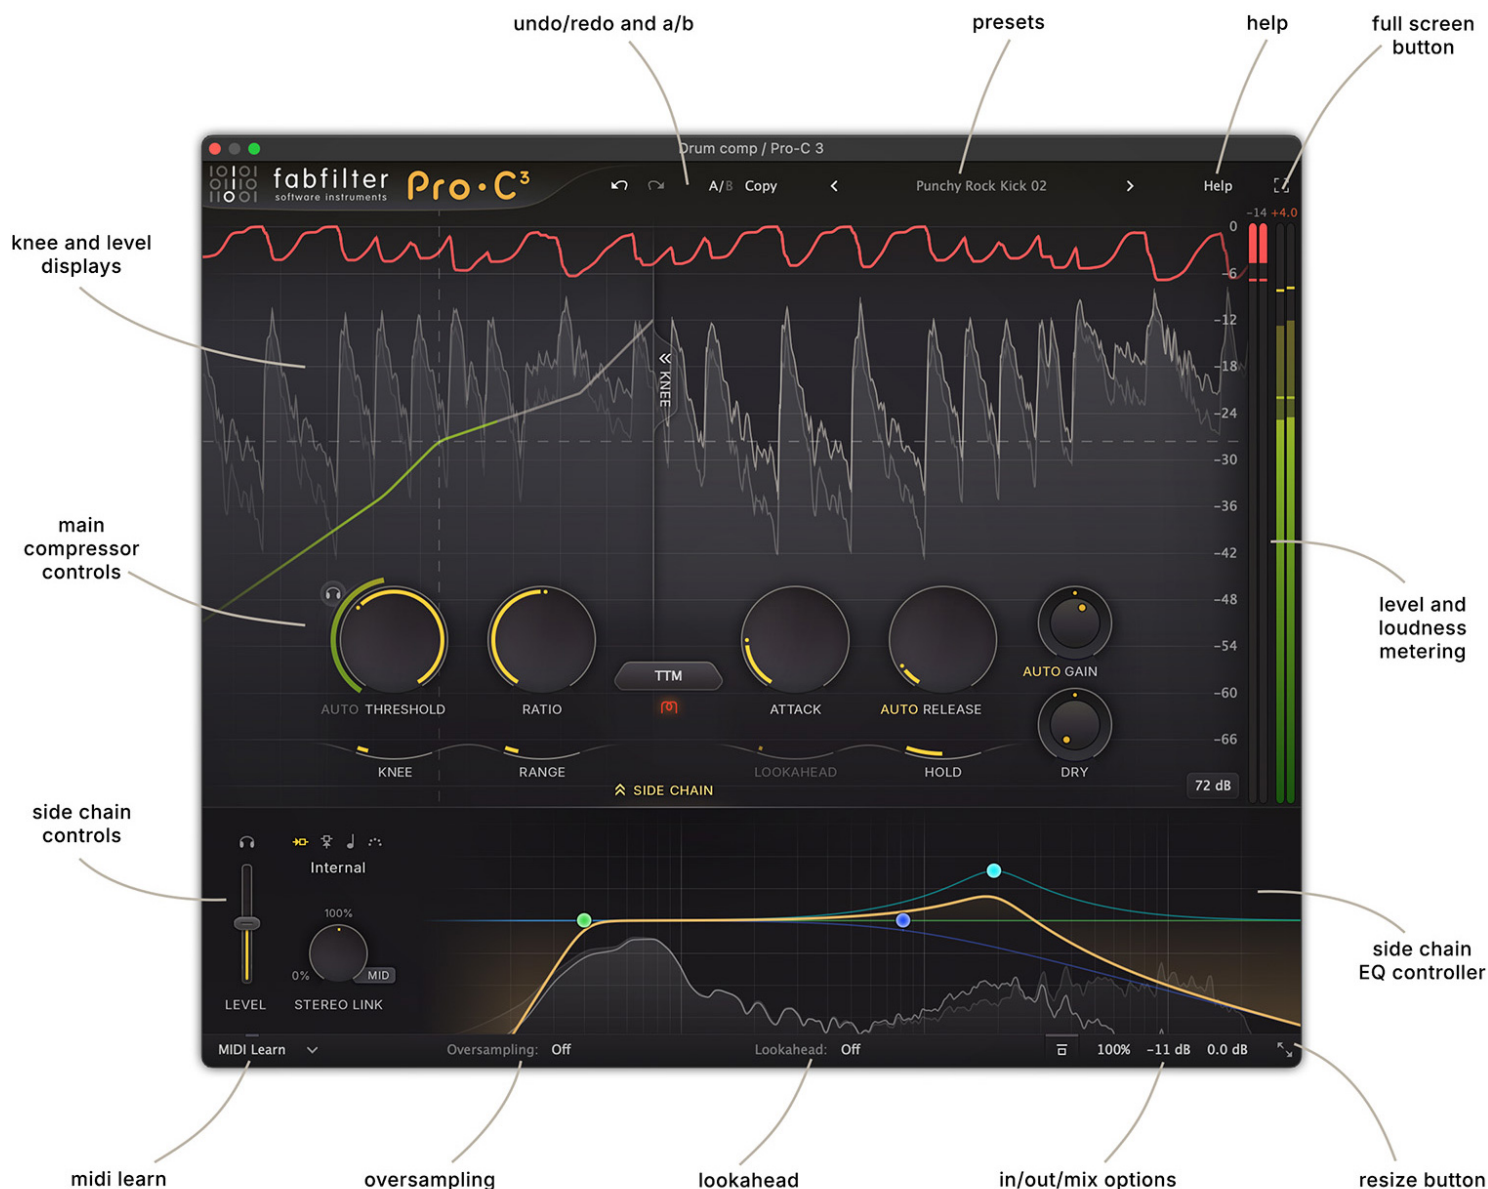 undo/redo and a/b
presets
help
full screen
button
Drum comp / Pro-C 3
fabfilter
software instruments
Pro·C³
A/B
Copy
Punchy Rock Kick 02
Help
-14 +4.0
knee and level
displays
0
-6
-12
-18
-24
-30
-36
-42
-48
-54
-60
-66
72 dB
KNEE
main
compressor
controls
level and
loudness
metering
AUTO THRESHOLD
RATIO
TTM
ATTACK
AUTO RELEASE
AUTO GAIN
KNEE
RANGE
LOOKAHEAD
HOLD
DRY
SIDE CHAIN
side chain
controls
Internal
100%
0%
MID
LEVEL
STEREO LINK
side chain
EQ controller
MIDI Learn
Oversampling: Off
Lookahead: Off
100%
-11 dB
0.0 dB
midi learn
oversampling
lookahead
in/out/mix options
resize button